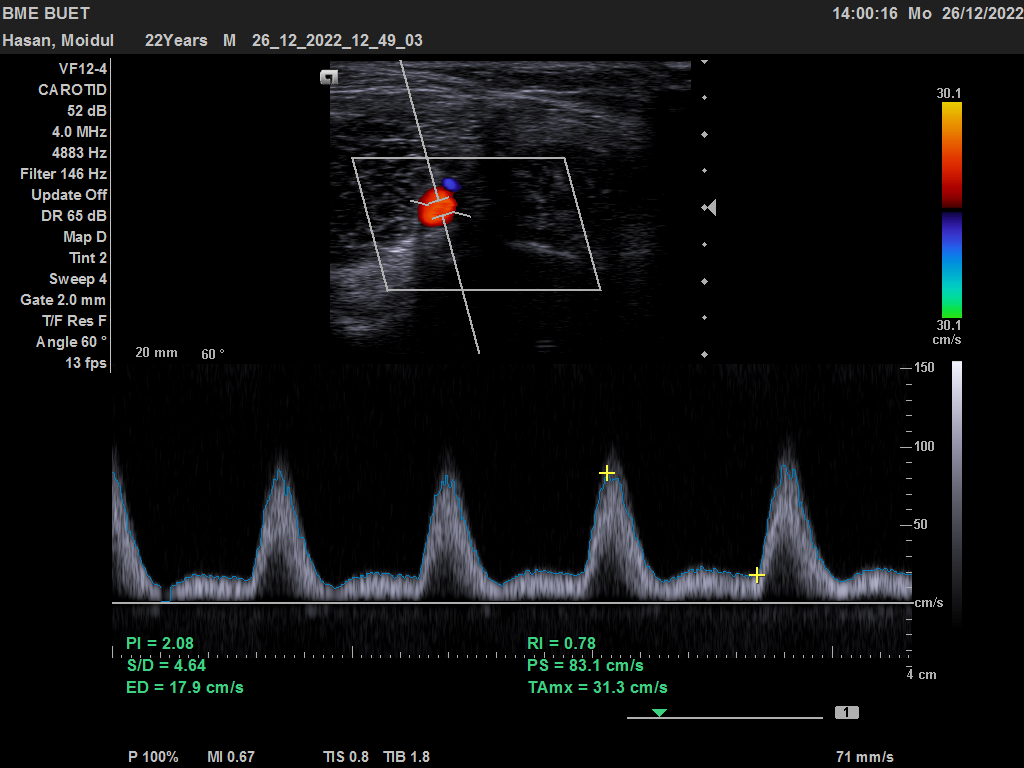 BME BUET
14:00:16 Mo 26/12/2022
Hasan, Moidul 22Years M 26_12_2022_12_49_03
VF12-4
CAROTID
52 dB
4.0 MHz
4883 Hz
Filter 146 Hz
Update Off
DR 65 dB
Map D
Tint 2
Sweep 4
Gate 2.0 mm
T/F Res F
Angle 60 °
13 fps
20 mm 60 °
30.1
30.1
cm/s
150
100
50
cm/s
4 cm
PI = 2.08
S/D = 4.64
ED = 17.9 cm/s
RI = 0.78
PS = 83.1 cm/s
TAmx = 31.3 cm/s
1
P 100% MI 0.67 TIS 0.8 TIB 1.8 71 mm/s